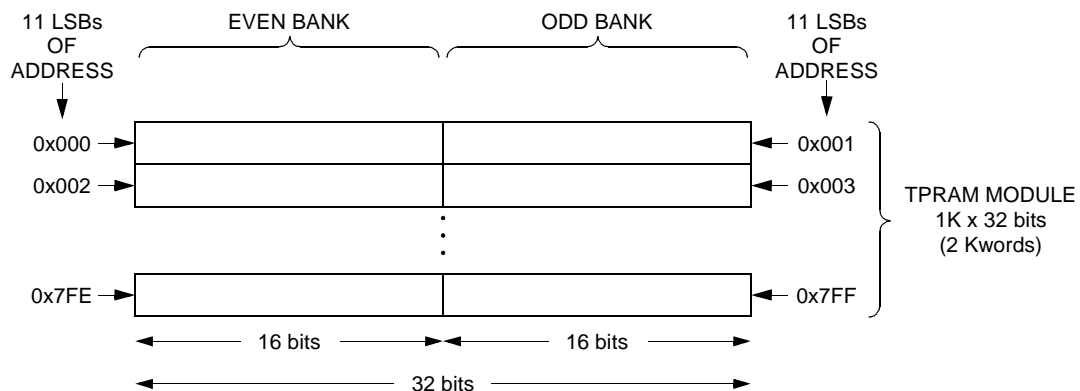 11 LSBs
OF
ADDRESS
EVEN BANK
ODD BANK
11 LSBs
OF
ADDRESS
0x000
0x001
0x002
0x003
TPRAM MODULE
1K x 32 bits
(2 Kwords)
0x7FE
0x7FF
16 bits
16 bits
32 bits